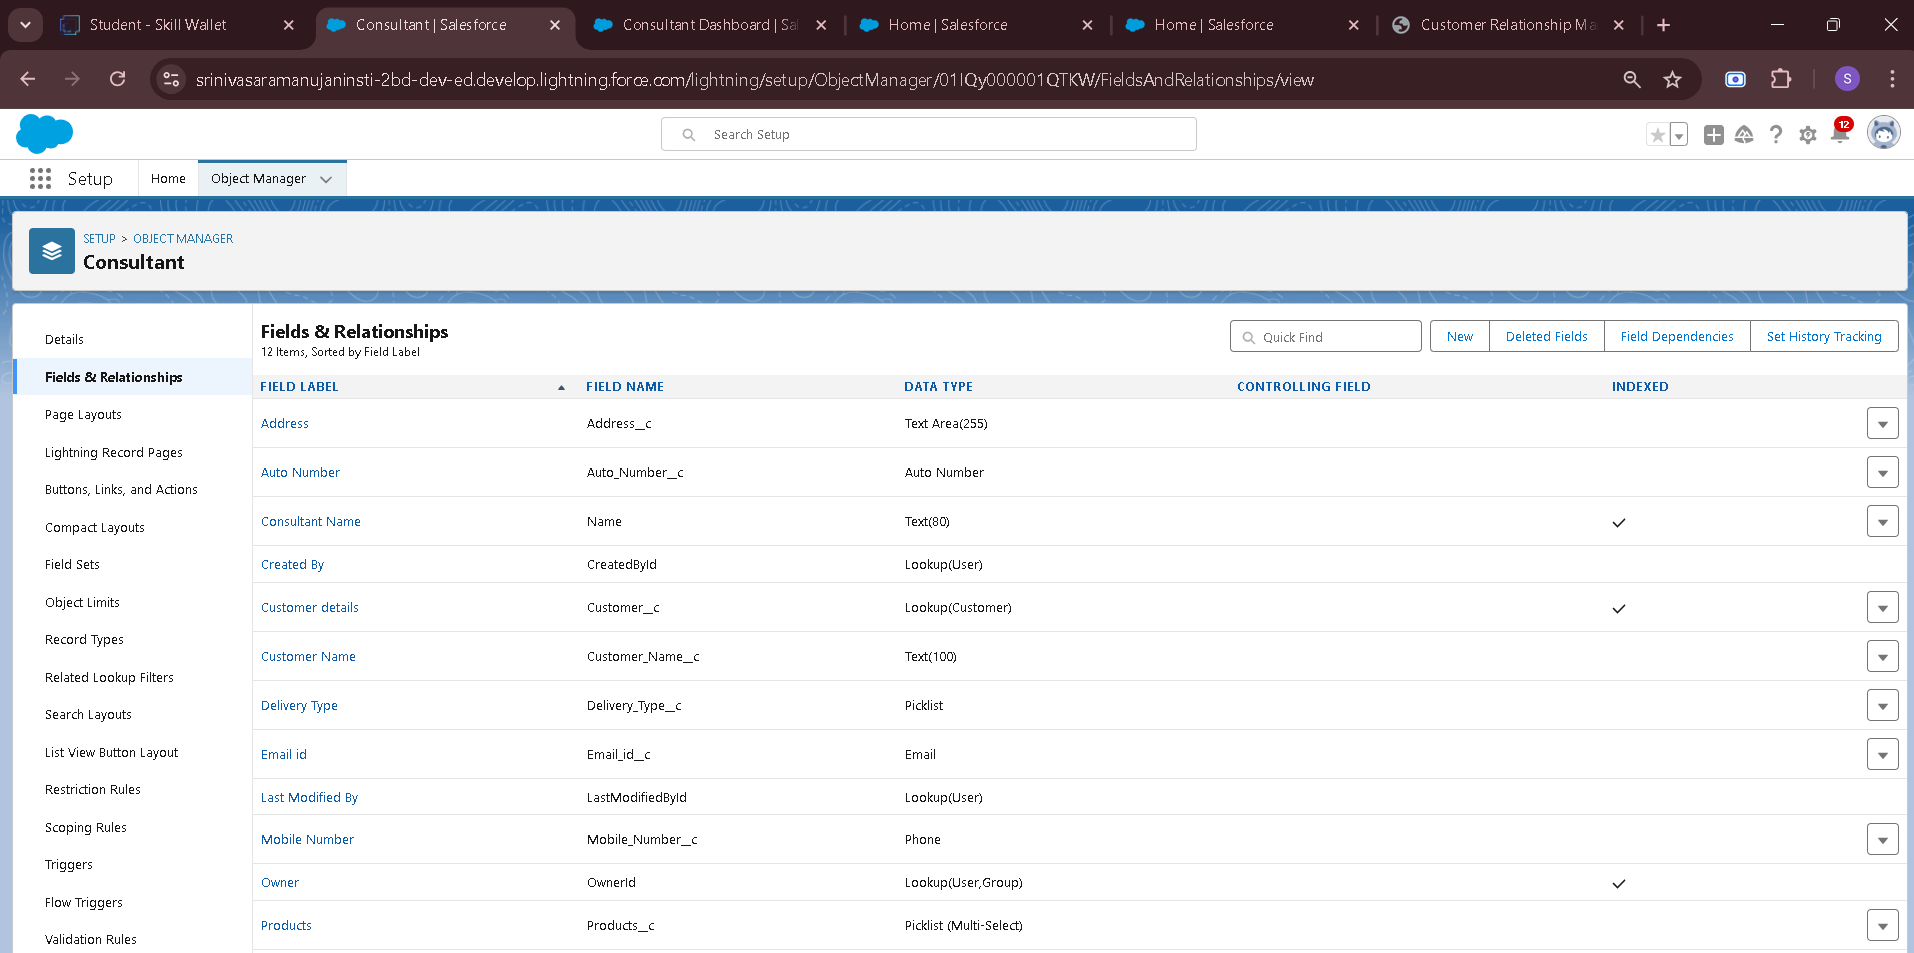 Student - Skill Wallet
Consultant | Salesforce
Consultant Dashboard | Sal
Home | Salesforce
Home | Salesforce
Customer Relationship Ma
srinivasaramanujaninsti-2bd-dev-ed.develop.lightning.force.com/lightning/setup/ObjectManager/01IQy000001QTKW/FieldsAndRelationships/view
S
Search Setup
12
Setup
Home
Object Manager
SETUP > OBJECT MANAGER
Consultant
Details
Fields & Relationships
Page Layouts
Lightning Record Pages
Buttons, Links, and Actions
Compact Layouts
Field Sets
Object Limits
Record Types
Related Lookup Filters
Search Layouts
List View Button Layout
Restriction Rules
Scoping Rules
Triggers
Flow Triggers
Validation Rules
Fields & Relationships
12 Items, Sorted by Field Label
Quick Find
New
Deleted Fields
Field Dependencies
Set History Tracking
FIELD LABEL FIELD NAME DATA TYPE CONTROLLING FIELD INDEXED
Address Address__c Text Area(255)
Auto Number Auto_Number__c Auto Number
Consultant Name Name Text(80)
Created By CreatedById Lookup(User)
Customer details Customer__c Lookup(Customer)
Customer Name Customer_Name__c Text(100)
Delivery Type Delivery_Type__c Picklist
Email id Email_id__c Email
Last Modified By LastModifiedById Lookup(User)
Mobile Number Mobile_Number__c Phone
Owner OwnerId Lookup(User,Group)
Products Products__c Picklist (Multi-Select)